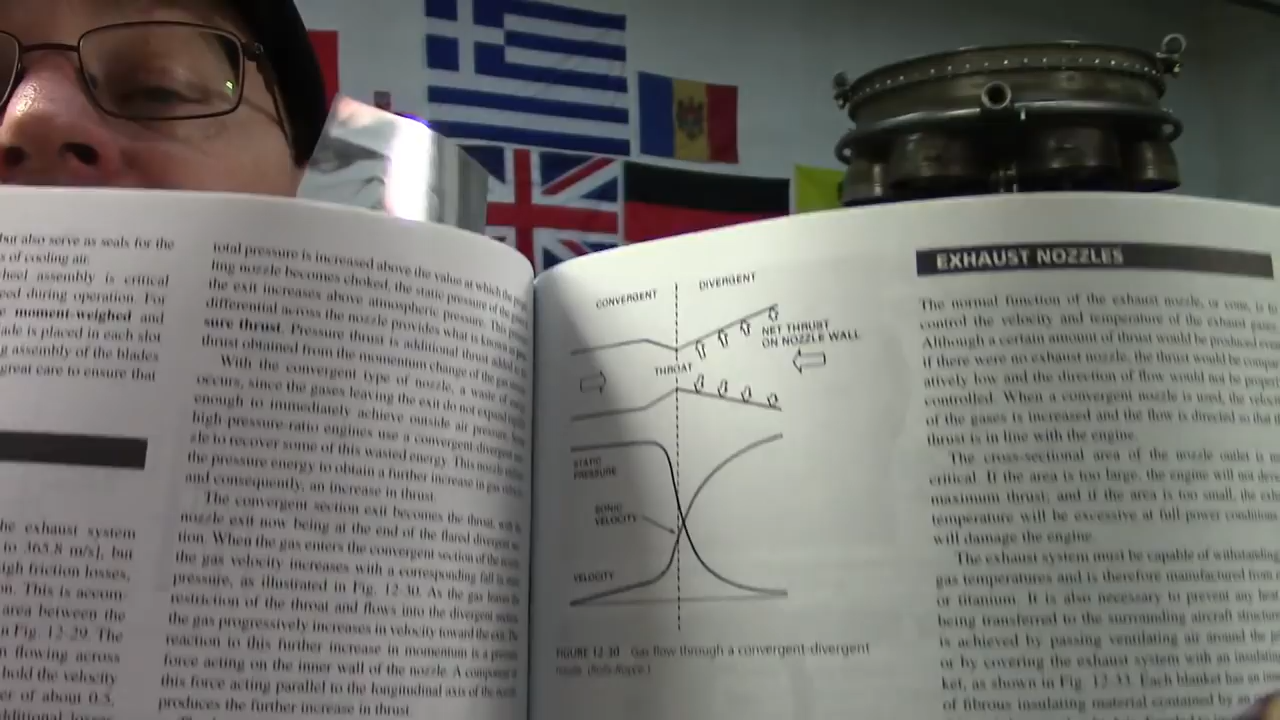 but also serve as seals for the
s of cooling air.
heel assembly is critical
eed during operation. For
moment-weighed and
ade is placed in each slot
g assembly of the blades
great care to ensure that
he exhaust system
to 365.8 m/s], but
igh friction losses,
on. This is accom-
area between the
n Fig. 12-29. The
n flowing across
hold the velocity
er of about 0.5.
dditional losses
total pressure is increased above the value at which the
ling nozzle becomes choked, the static pressure of the
the exit increases above atmospheric pressure. This
differential across the nozzle provides what is known as
sure thrust. Pressure thrust is additional thrust added to
thrust obtained from the momentum change of the gas
With the convergent type of nozzle, a waste of
occurs, since the gases leaving the exit do not expand
enough to immediately achieve outside air pressure.
high-pressure-ratio engines use a convergent-divergent
zle to recover some of this wasted energy. This nozzle
the pressure energy to obtain a further increase in gas
and consequently, an increase in thrust.
The convergent section exit becomes the throat,
nozzle exit now being at the end of the flared divergent
tion. When the gas enters the convergent section of the
the gas velocity increases with a corresponding fall in
pressure, as illustrated in Fig. 12-30. As the gas leaves
restriction of the throat and flows into the divergent
the gas progressively increases in velocity toward the exit. The
reaction to this further increase in momentum is a
force acting on the inner wall of the nozzle. A component
this force acting parallel to the longitudinal axis of the
produces the further increase in thrust.
CONVERGENT
DIVERGENT
NET THRUST
ON NOZZLE WALL
THROAT
STATIC
PRESSURE
SONIC
VELOCITY
VELOCITY
FIGURE 12-30 Gas flow through a convergent-divergent
nozzle. (Rolls-Royce.)
EXHAUST NOZZLES
The normal function of the exhaust nozzle, or cone, is to
control the velocity and temperature of the exhaust gases.
Although a certain amount of thrust would be produced even
if there were no exhaust nozzle, the thrust would be compar-
atively low and the direction of flow would not be properly
controlled. When a convergent nozzle is used, the velocity
of the gases is increased and the flow is directed so that the
thrust is in line with the engine.
The cross-sectional area of the nozzle outlet is
critical. If the area is too large, the engine will not develop
maximum thrust; and if the area is too small, the exhaust
temperature will be excessive at full-power conditions
will damage the engine.
The exhaust system must be capable of withstanding
gas temperatures and is therefore manufactured from
or titanium. It is also necessary to prevent any heat
being transferred to the surrounding aircraft structure.
is achieved by passing ventilating air around the
or by covering the exhaust system with an insulating
ket, as shown in Fig. 12-33. Each blanket has an
of fibrous insulating material contained by an